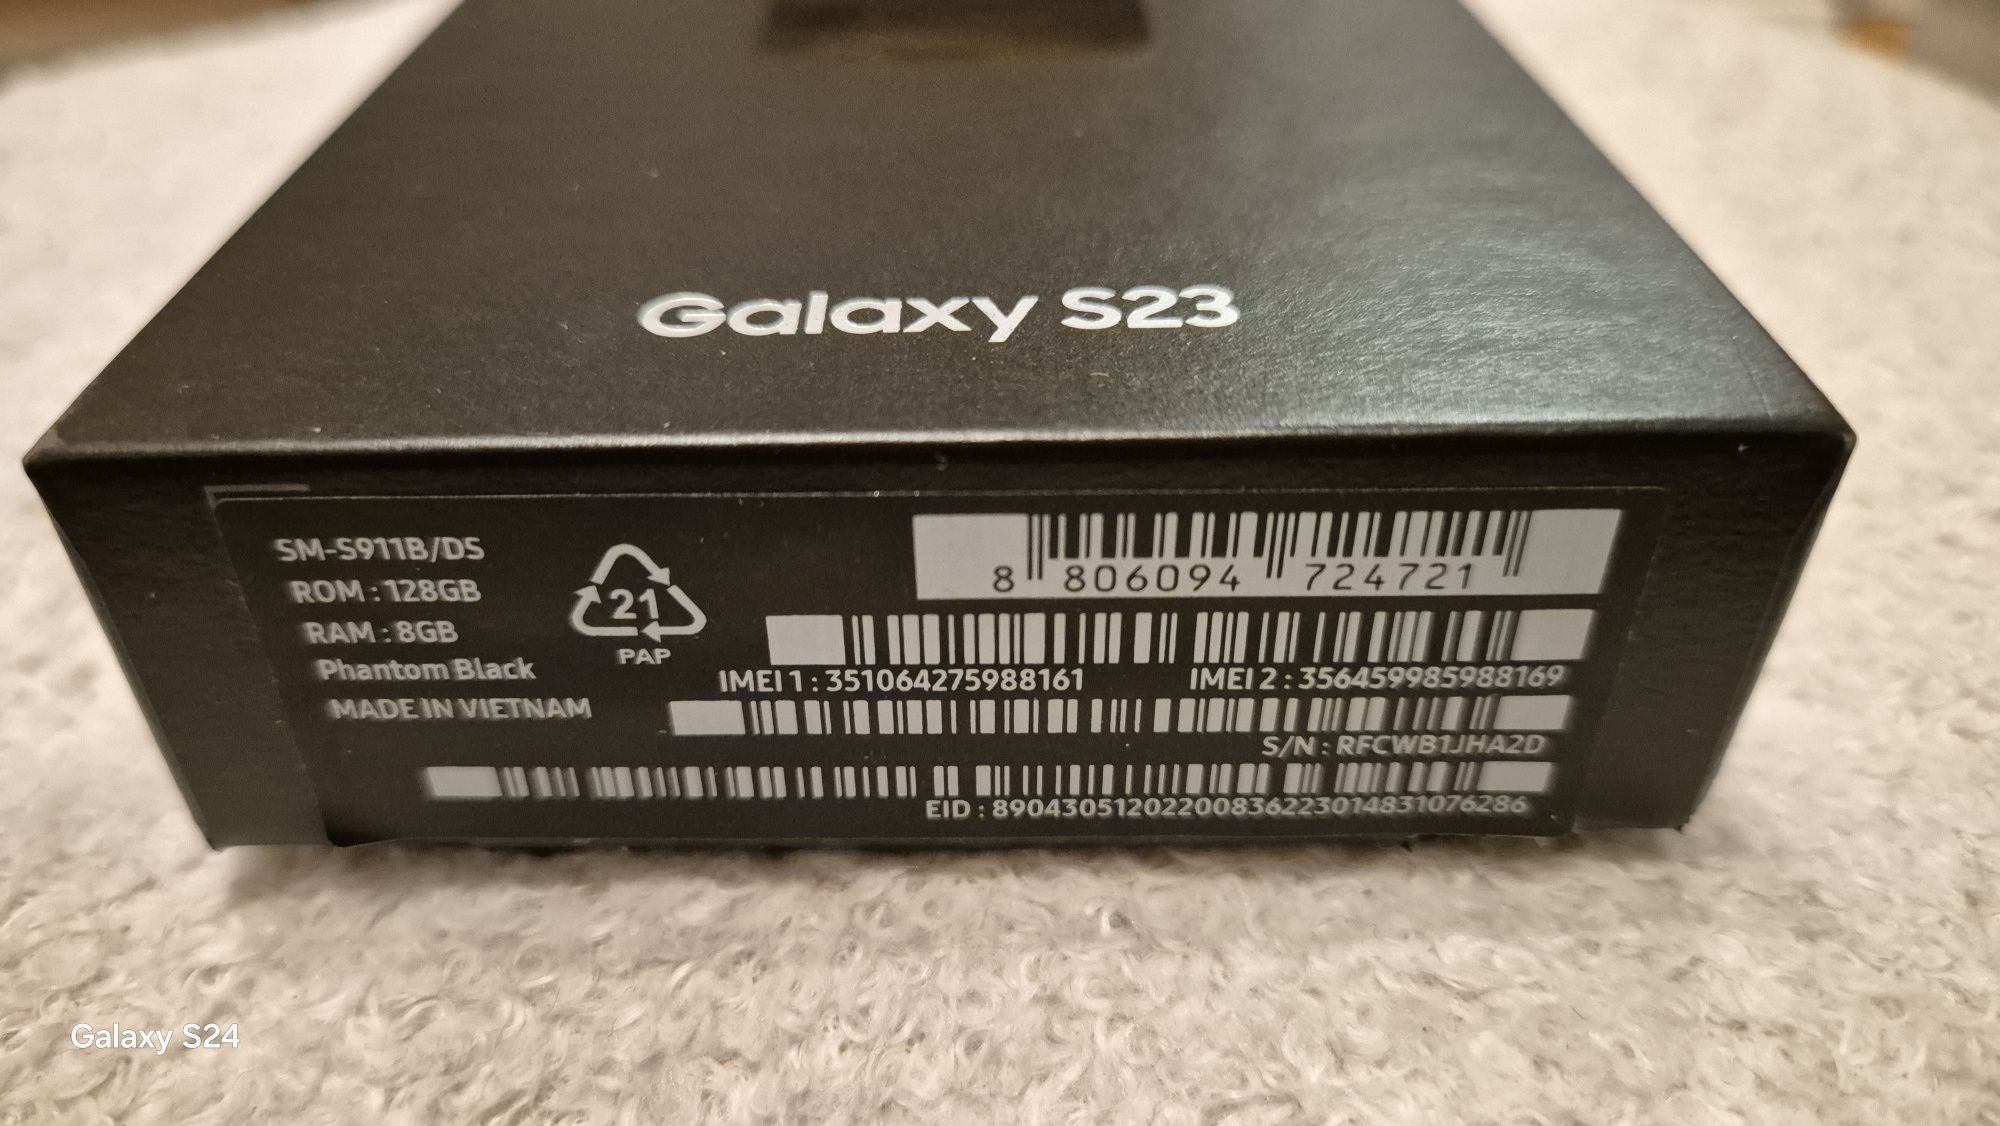 Galaxy S23
SM-S911B/DS
ROM : 128GB
RAM : 8GB
Phantom Black
MADE IN VIETNAM
21
PAP
8 806094 724721
IMEI 1 : 351064275988161
IMEI 2 : 356459985988169
S/N : RFCWB1JHA2D
EID : 89043051202200836223014831076286
Galaxy S24